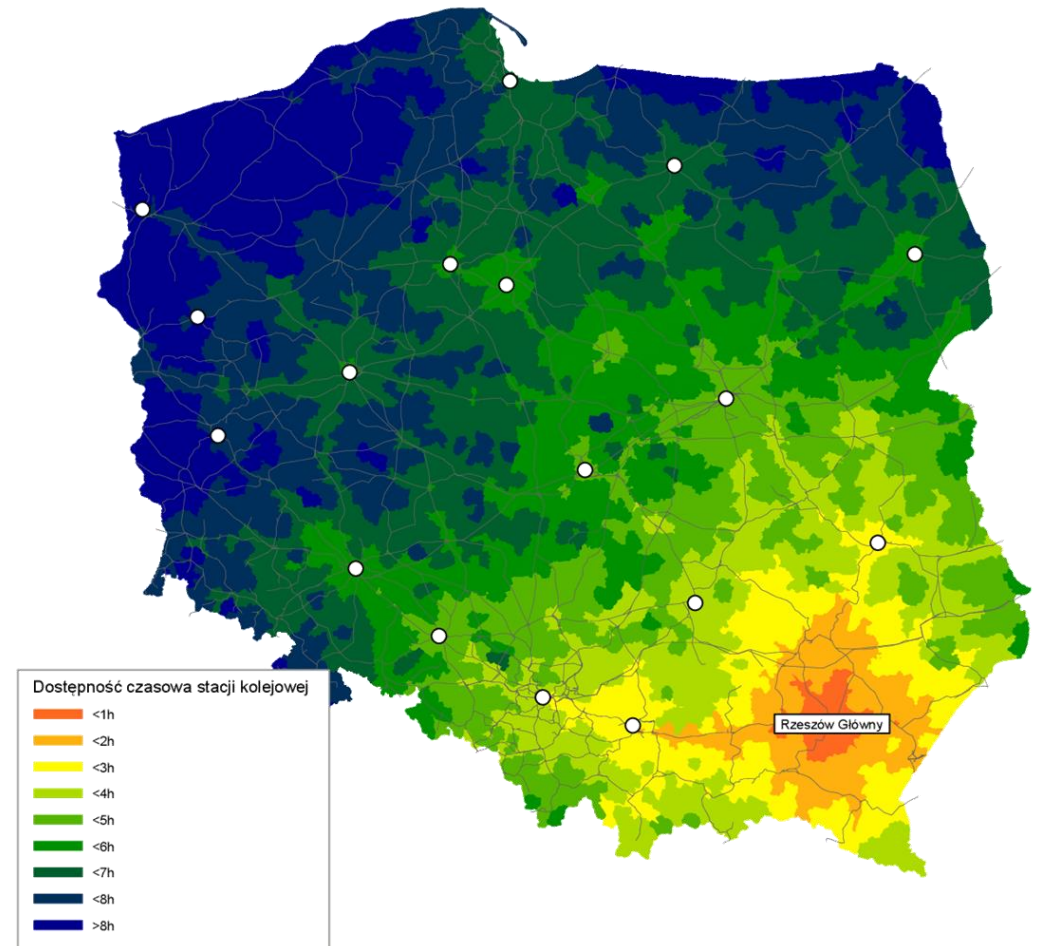 Rzeszów Główny
Dostępność czasowa stacji kolejowej
<1h
<2h
<3h
<4h
<5h
<6h
<7h
<8h
>8h